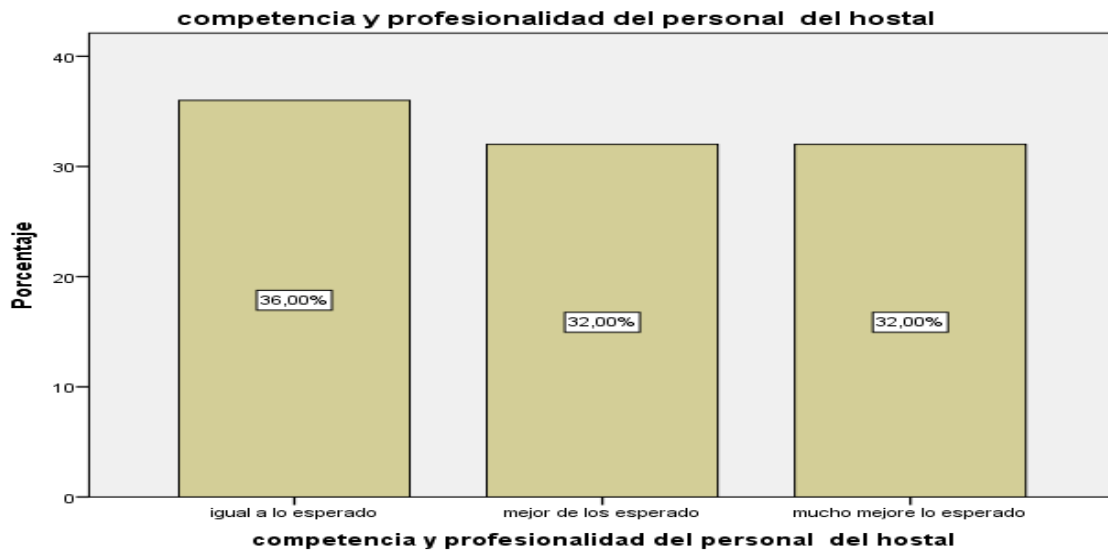 competencia y profesionalidad del personal del hostal
Porcentaje
40
30
20
10
0
36,00%
32,00%
32,00%
igual a lo esperado
mejor de los esperado
mucho mejore lo esperado
competencia y profesionalidad del personal del hostal